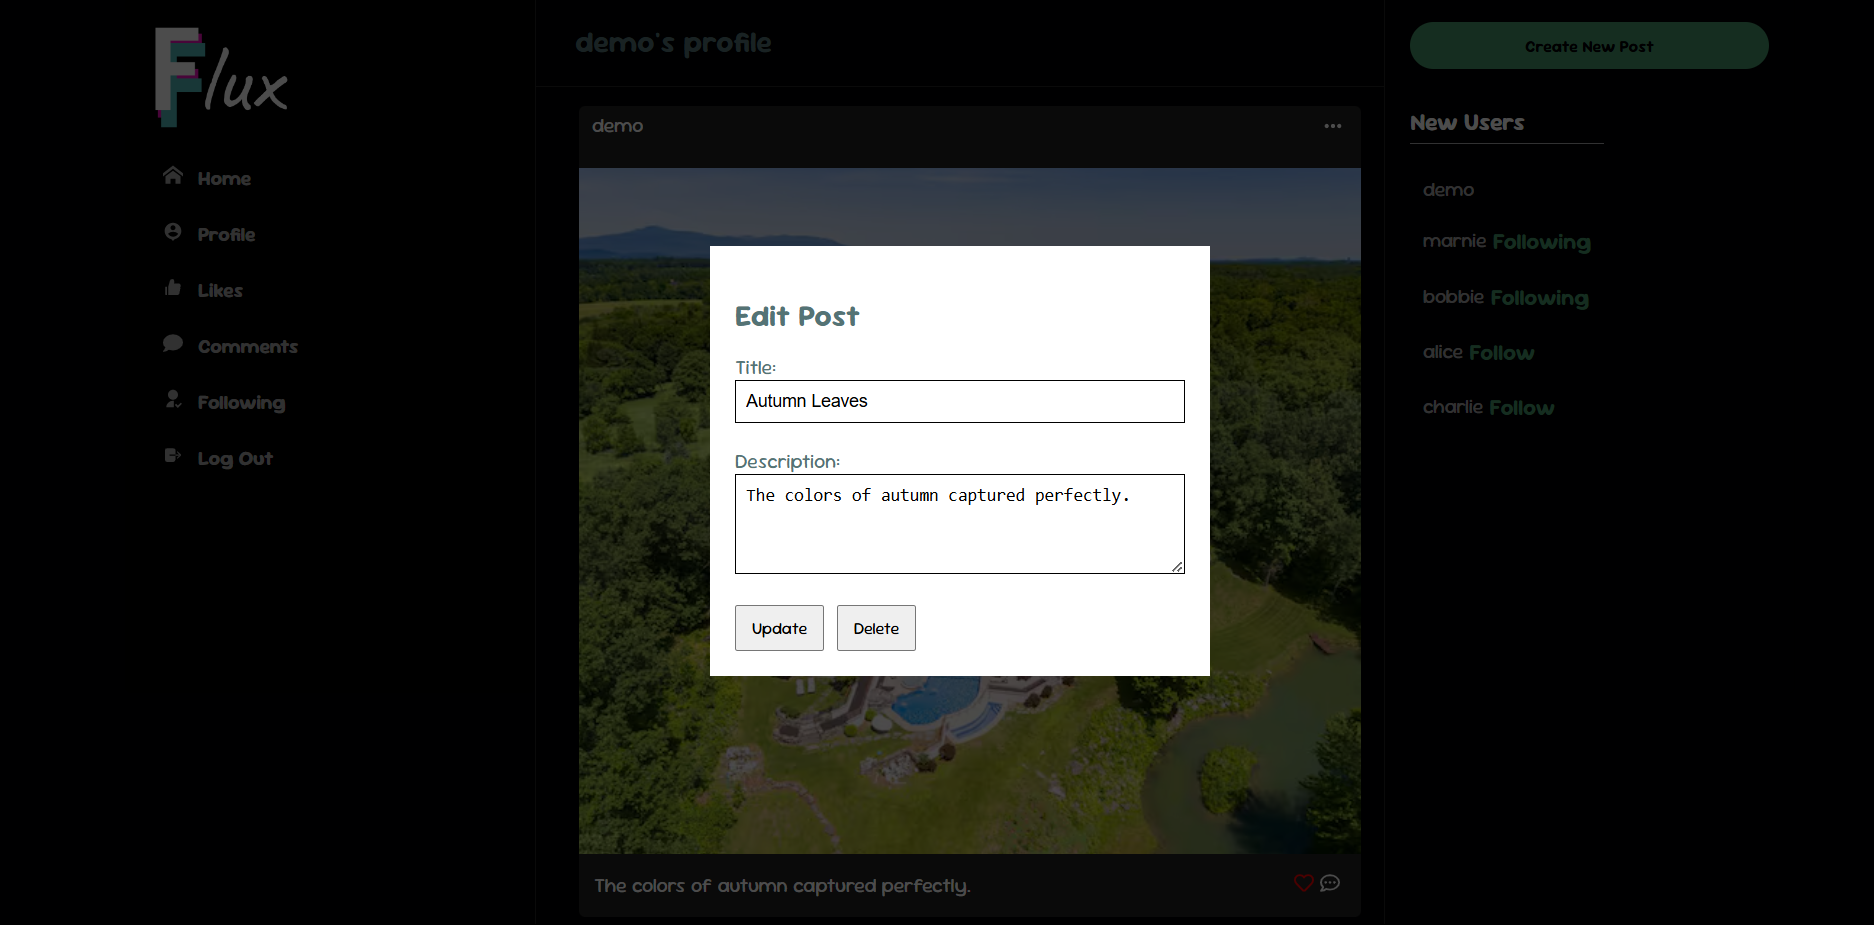 Flux
Home
Profile
Likes
Comments
Following
Log Out
demo's profile
demo
Edit Post
Title:
Autumn Leaves
Description:
The colors of autumn captured perfectly.
Update
Delete
The colors of autumn captured perfectly.
Create New Post
New Users
demo
marnie Following
bobbie Following
alice Follow
charlie Follow